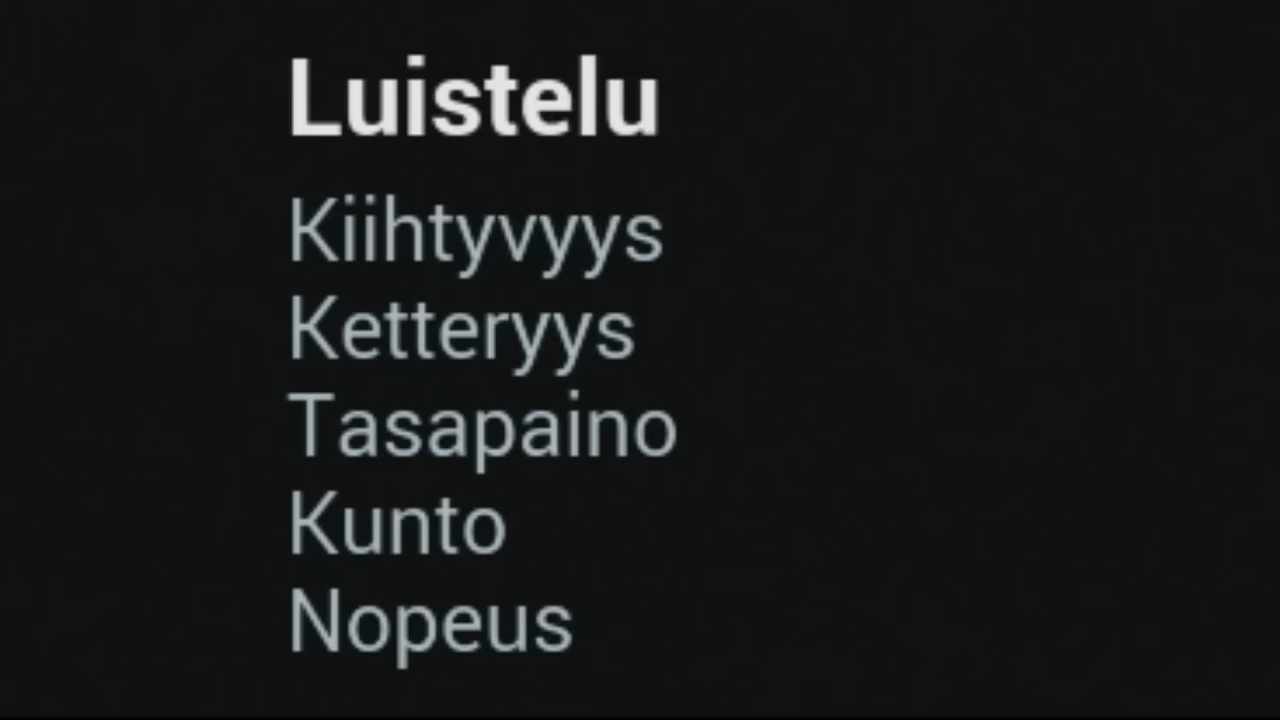 Luistelu
Kiihtyvyys
Ketteryys
Tasapaino
Kunto
Nopeus